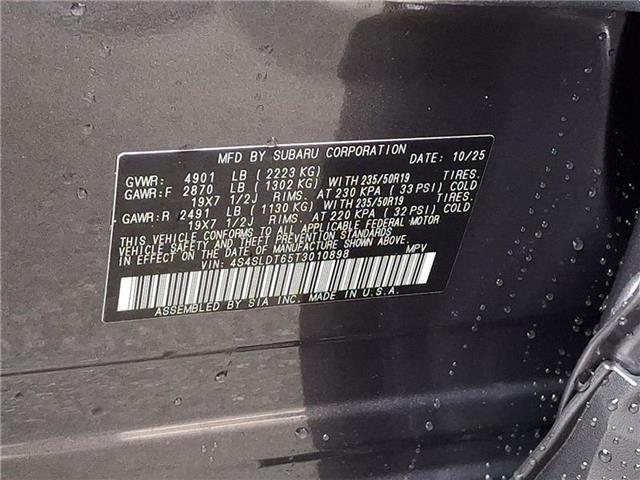 MFD BY SUBARU CORPORATION DATE: 10/25
GVWR: 4901 LB ( 2223 KG) TIRES.
GAWR:F 2870 LB ( 1302 KG) WITH 235/50R19 COLD
19X7 1/2J RIMS. AT 230 KPA ( 33 PSI) TIRES.
GAWR:R 2491 LB ( 1130 KG) WITH 235/50R19 COLD
19X7 1/2J RIMS. AT 220 KPA ( 32 PSI)
THIS VEHICLE CONFORMS TO ALL APPLICABLE FEDERAL MOTOR
VEHICLE SAFETY AND THEFT PREVENTION STANDARDS
IN EFFECT ON THE DATE OF MANUFACTURE SHOWN ABOVE.
VIN: 4S4SLDT65T3010898 MPV
ASSEMBLED BY SIA INC. MADE IN U.S.A.